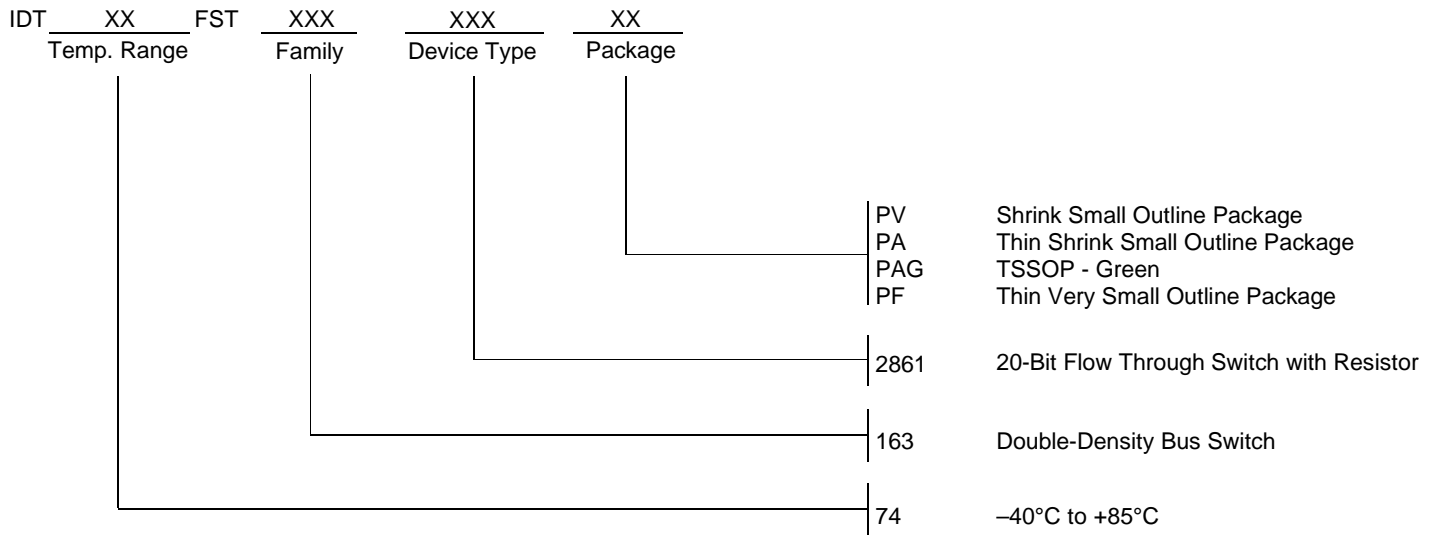 IDT XX FST XXX XXX XX
Temp. Range Family Device Type Package
PV Shrink Small Outline Package
PA Thin Shrink Small Outline Package
PAG TSSOP - Green
PF Thin Very Small Outline Package
2861 20-Bit Flow Through Switch with Resistor
163 Double-Density Bus Switch
74 –40°C to +85°C